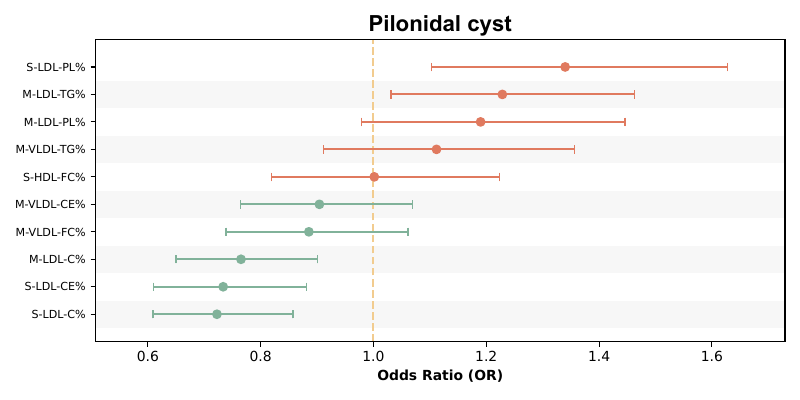 Pilonidal cyst
S-LDL-PL%
M-LDL-TG%
M-LDL-PL%
M-VLDL-TG%
S-HDL-FC%
M-VLDL-CE%
M-VLDL-FC%
M-LDL-C%
S-LDL-CE%
S-LDL-C%
0.6 0.8 1.0 1.2 1.4 1.6
Odds Ratio (OR)